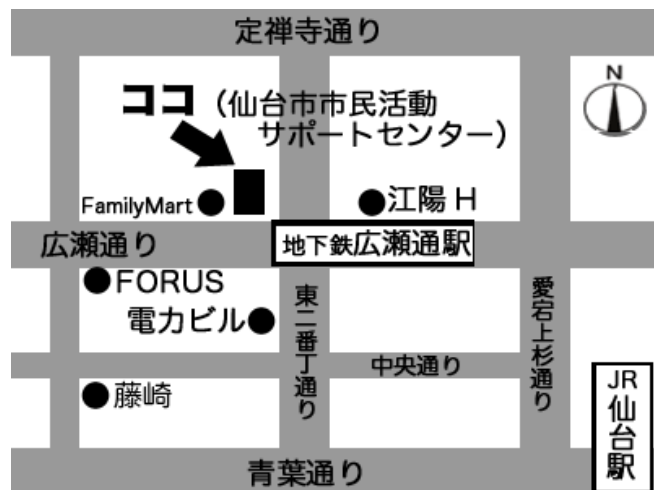 定禅寺通り
N
ココ（仙台市市民活動
サポートセンター）
FamilyMart
江陽 H
広瀬通り
地下鉄広瀬通駅
FORUS
電力ビル
東二番丁通り
愛宕上杉通り
中央通り
藤崎
JR
仙台駅
青葉通り